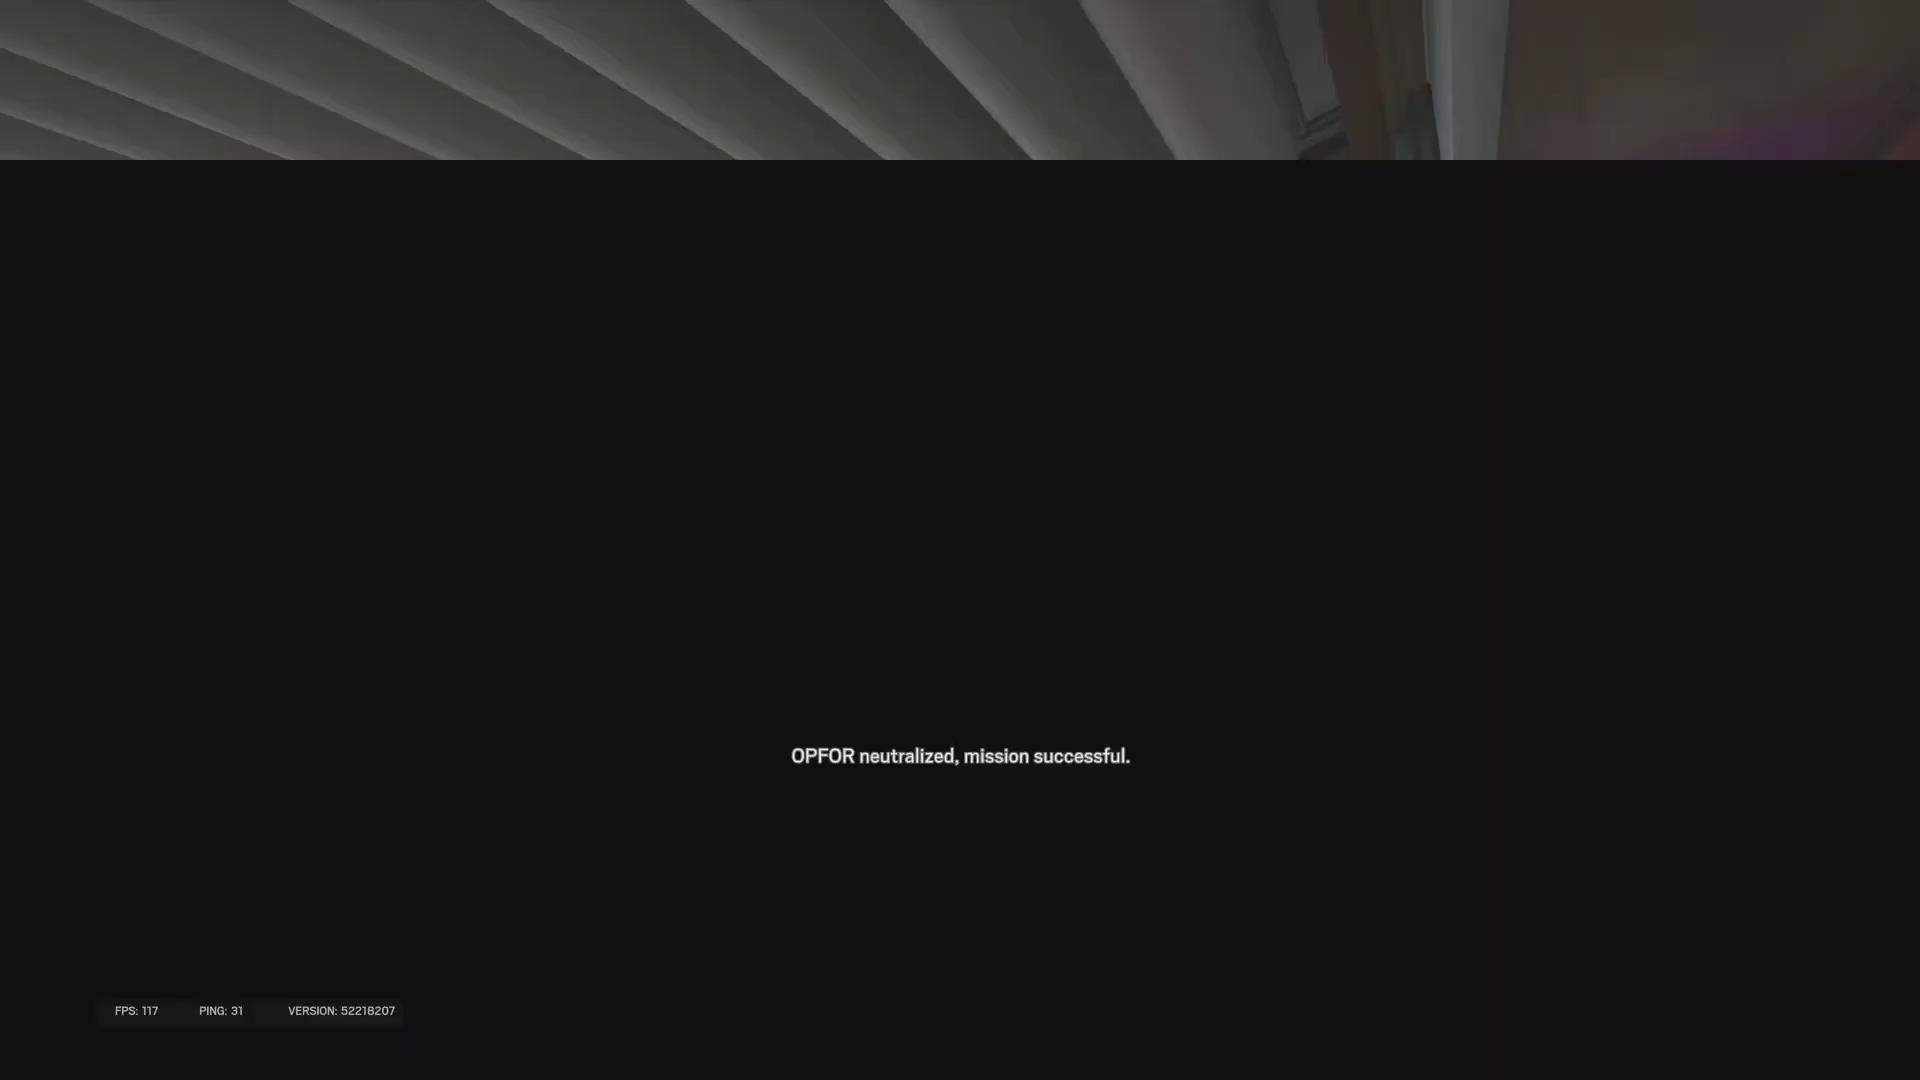 OPFOR neutralized, mission successful.
FPS: 117 PING: 31 VERSION: 52218207